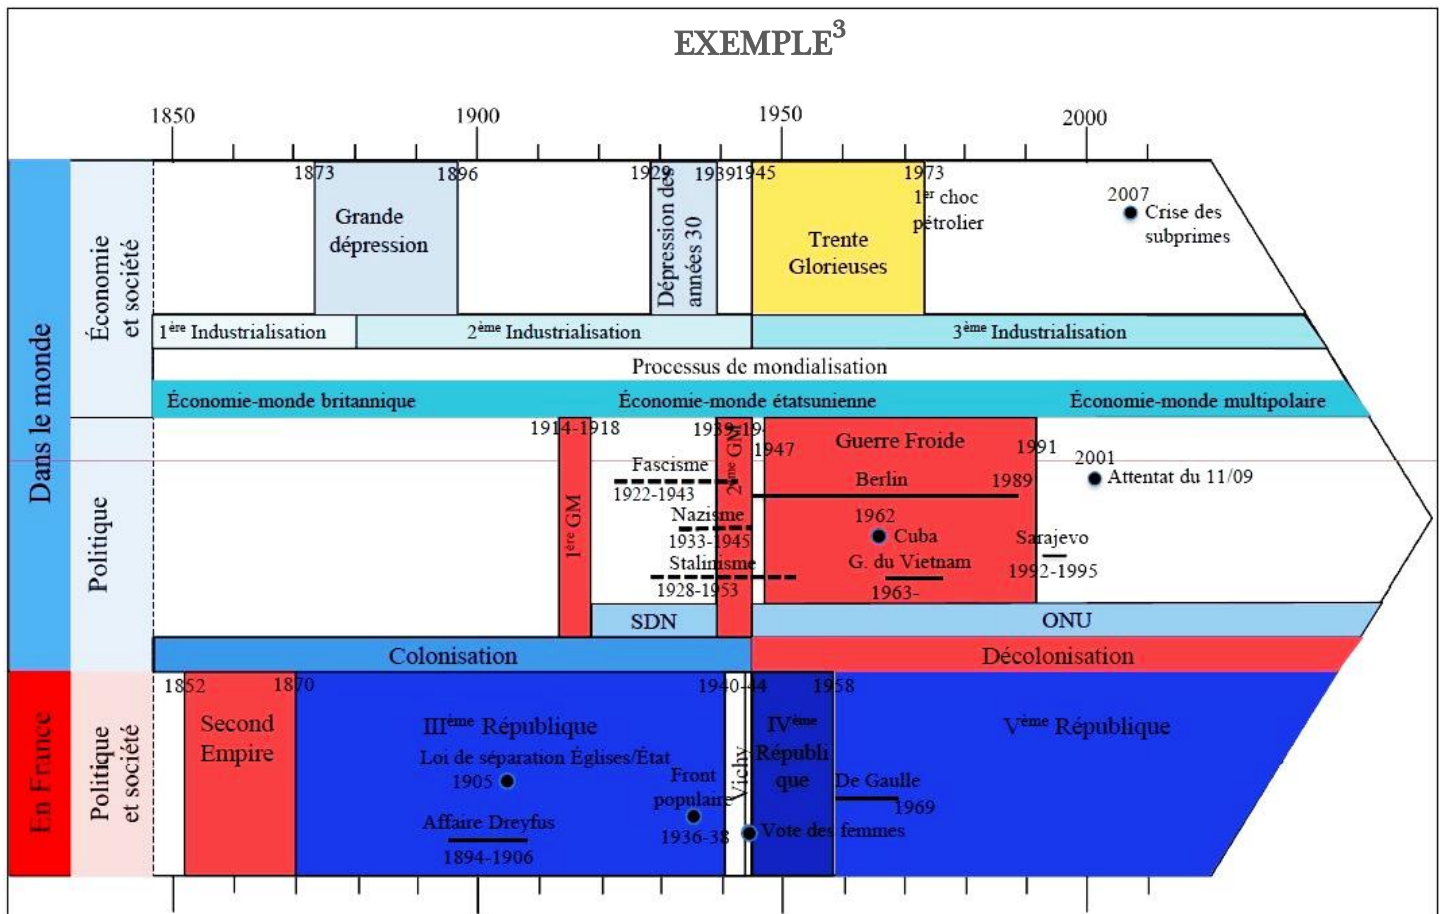 EXEMPLE³
1850 1900 1950 2000
Dans le monde
Économie
et société
1873 1896 1929 1939 1945 1973
Grande
dépression
Dépression des
années 30
Trente
Glorieuses
1er choc
pétrolier
2007
Crise des
subprimes
1ère Industrialisation 2ème Industrialisation 3ème Industrialisation
Processus de mondialisation
Économie-monde britannique Économie-monde étatsunienne Économie-monde multipolaire
Politique
1914-1918
1ère GM
1939-194
2ème GM
1947
Guerre Froide
1991
Fascisme
1922-1943
Nazisme
1933-1945
Stalinisme
1928-1953
Berlin
1989
1962
Cuba
G. du Vietnam
1963-
Sarajevo
1992-1995
2001
Attentat du 11/09
SDN ONU
Colonisation Décolonisation
En France
Politique
et société
1852 1870 1940-44 1958
Second
Empire
IIIème République
Loi de séparation Églises/État
1905
Affaire Dreyfus
1894-1906
Front
populaire
1936-38
Vichy
Vote des femmes
IVème
Républi
que
De Gaulle
1969
Vème République